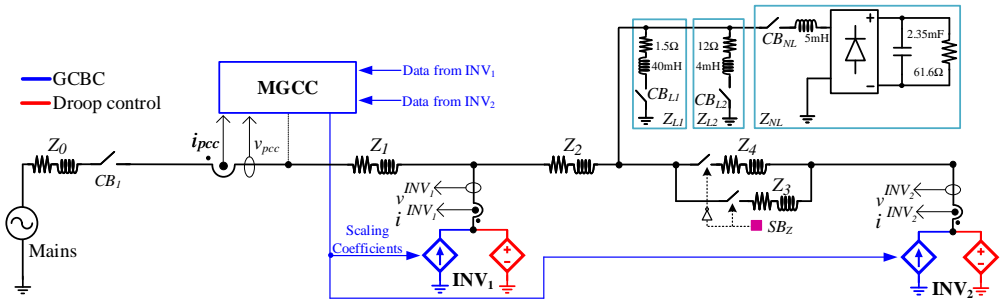 GCBC
Droop control
MGCC
Data from INV1
Data from INV2
1.5Ω
40mH
CBL1
ZL1
12Ω
4mH
CBL2
ZL2
CBNL
5mH
+
−
2.35mF
61.6Ω
ZNL
Z0
CB1
ipcc
vpcc
Z1
Z2
Z4
Z3
SBZ
Mains
vINV1
iINV1
vINV2
iINV2
Scaling
Coefficients
+
−
INV1
+
−
INV2